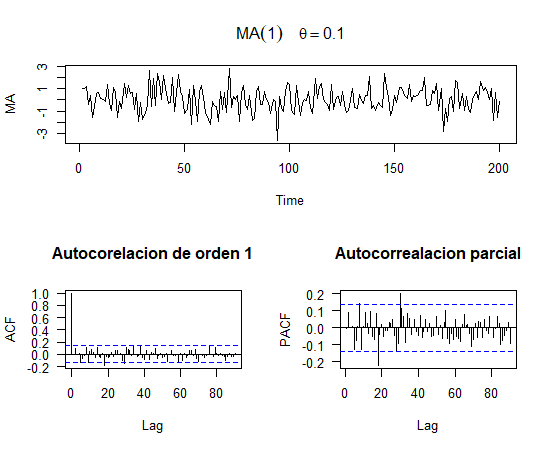 MA(1) θ = 0.1
MA
3
1
-1
-3
0 50 100 150 200
Time
Autocorelacion de orden 1
ACF
1.0
0.8
0.6
0.4
0.2
0.0
-0.2
0 20 40 60 80
Lag
Autocorrealacion parcial
PACF
0.2
0.1
0.0
-0.1
-0.2
0 20 40 60 80
Lag